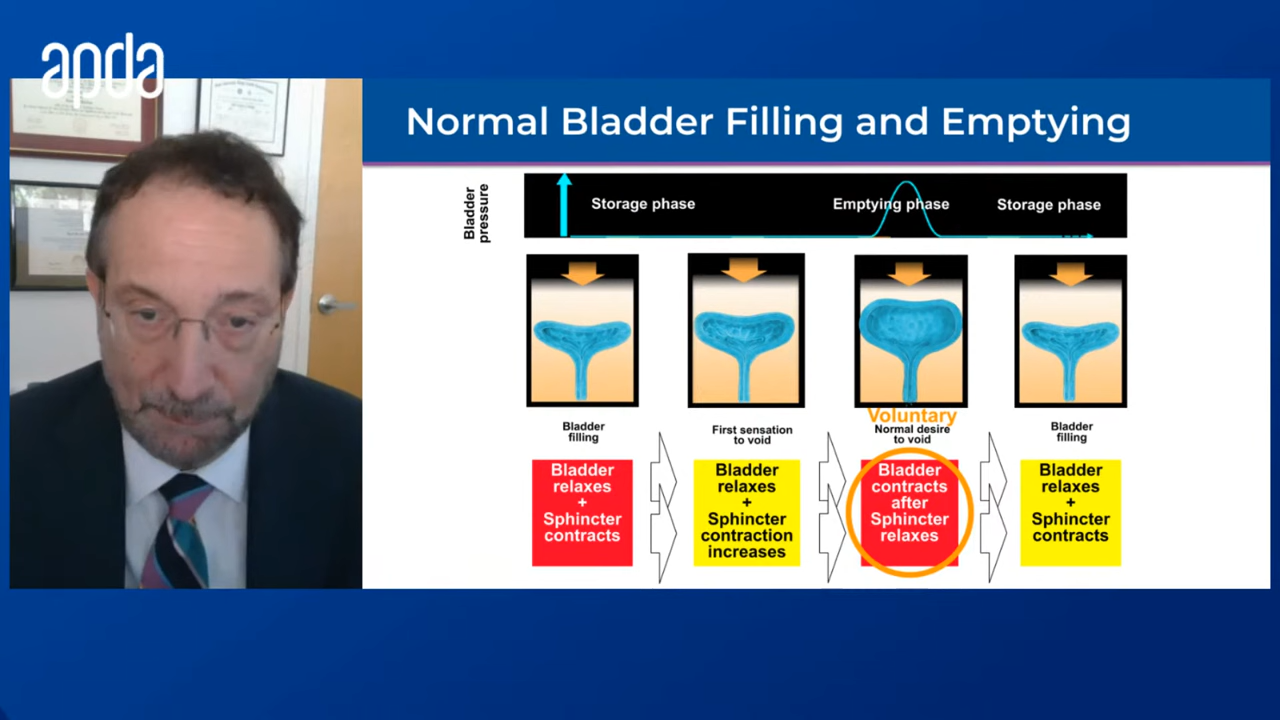 apda
Normal Bladder Filling and Emptying
Bladder
pressure
Storage phase
Emptying phase
Storage phase
Voluntary
Bladder
filling
First sensation
to void
Normal desire
to void
Bladder
filling
Bladder
relaxes
+
Sphincter
contracts
Bladder
relaxes
+
Sphincter
contraction
increases
Bladder
contracts
after
Sphincter
relaxes
Bladder
relaxes
+
Sphincter
contracts